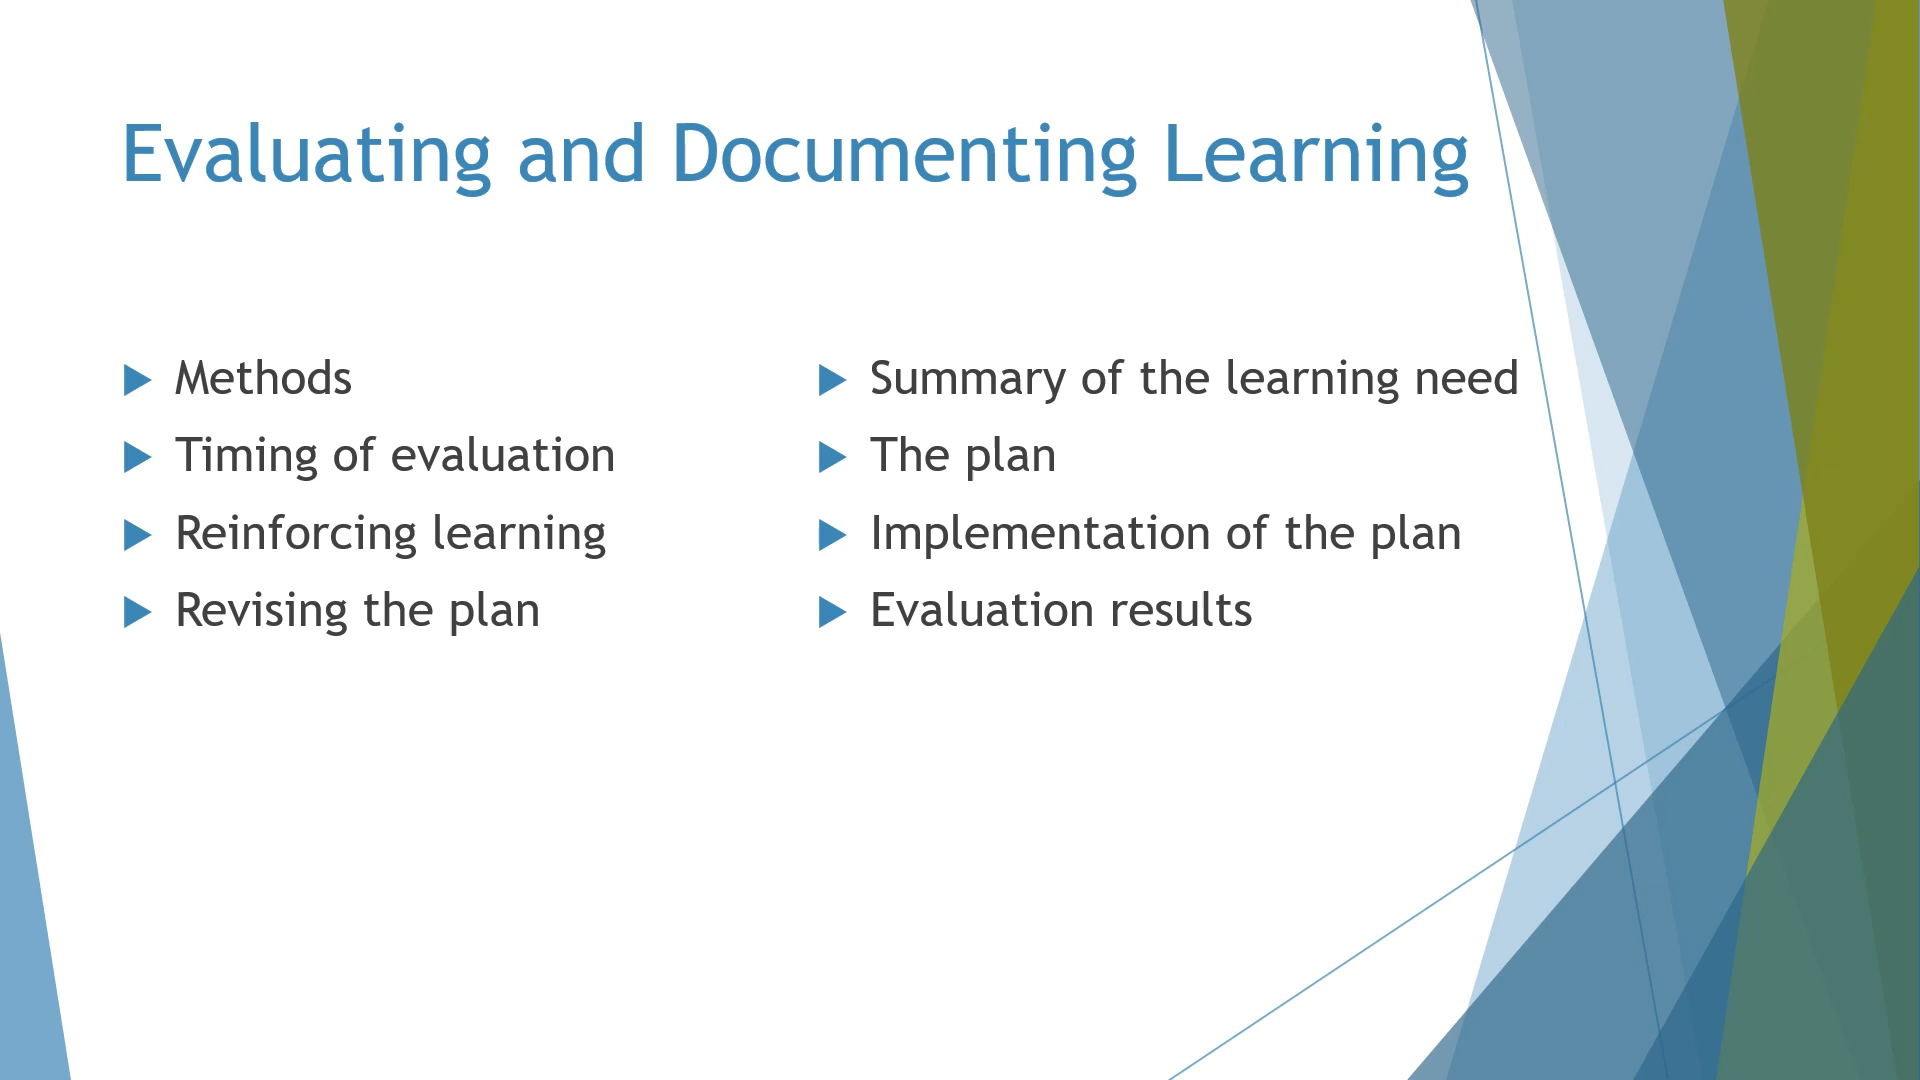 Evaluating and Documenting Learning
Methods
Timing of evaluation
Reinforcing learning
Revising the plan
Summary of the learning need
The plan
Implementation of the plan
Evaluation results